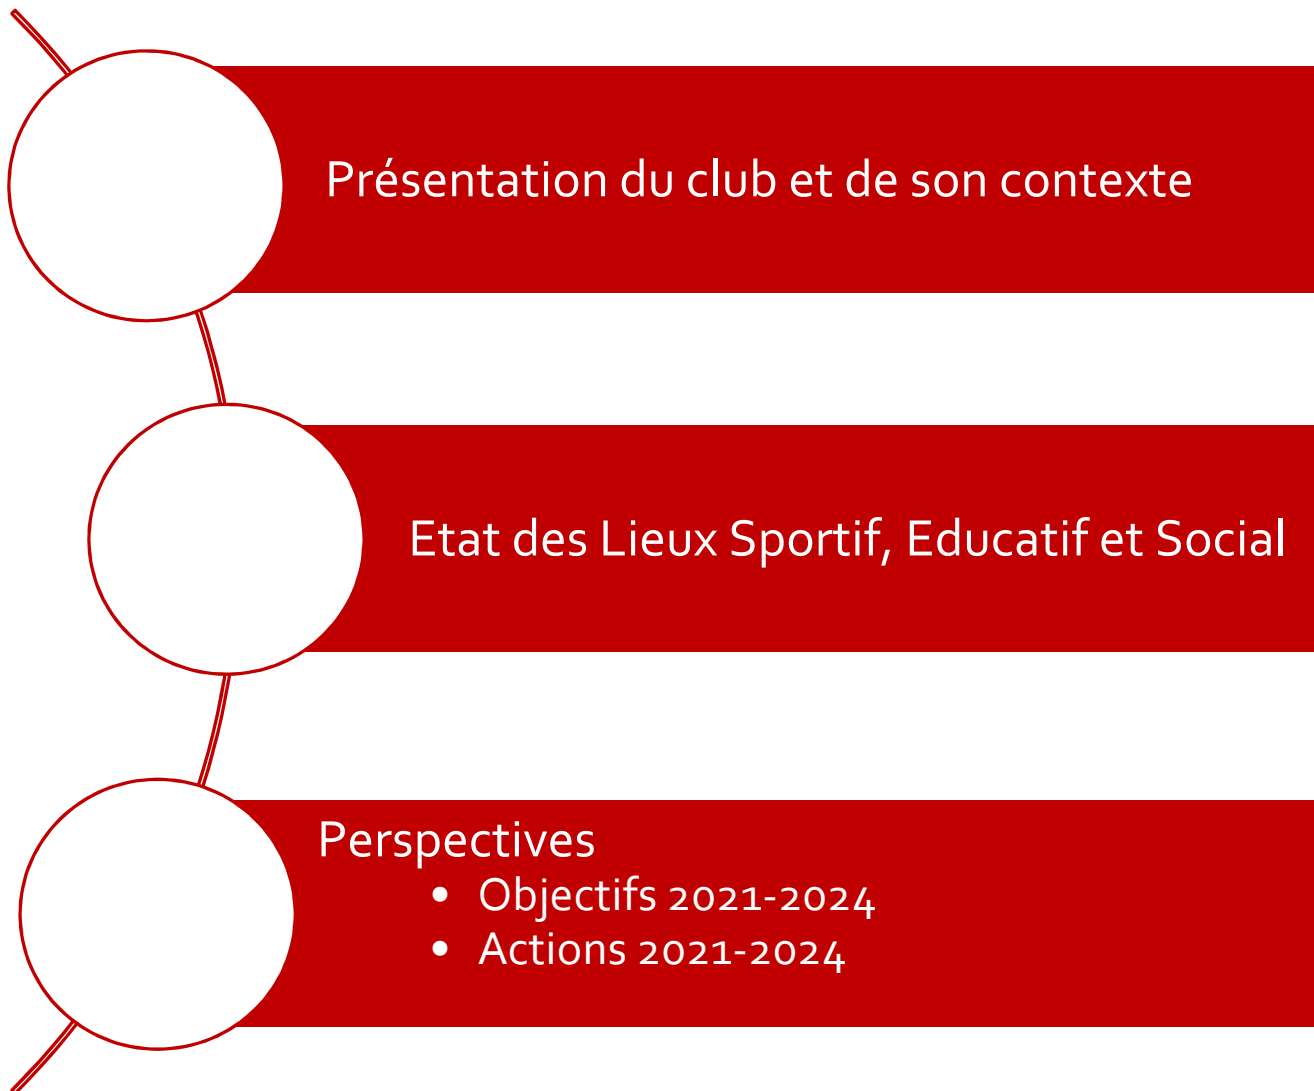 Présentation du club et de son contexte
Etat des Lieux Sportif, Educatif et Social
Perspectives
• Objectifs 2021-2024
• Actions 2021-2024